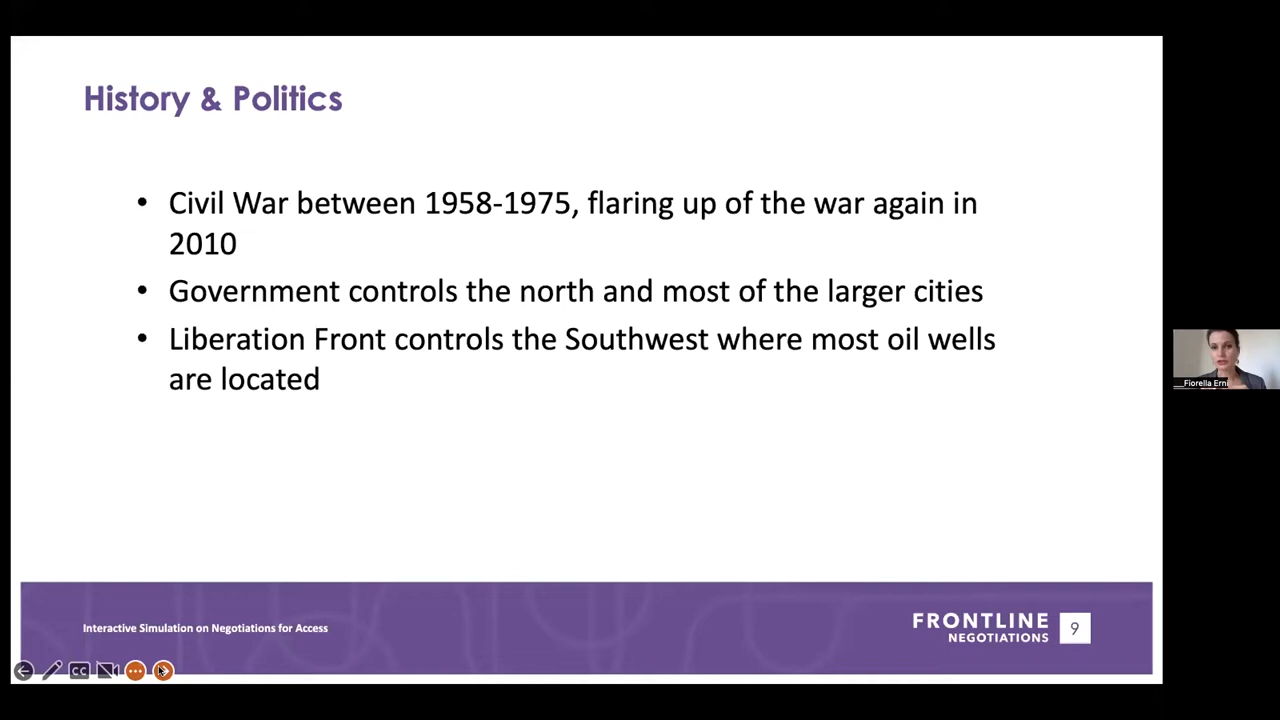 History & Politics
• Civil War between 1958-1975, flaring up of the war again in
2010
• Government controls the north and most of the larger cities
• Liberation Front controls the Southwest where most oil wells
are located
__Fiorella Erni
Interactive Simulation on Negotiations for Access
FRONTLINE
NEGOTIATIONS
9
CC